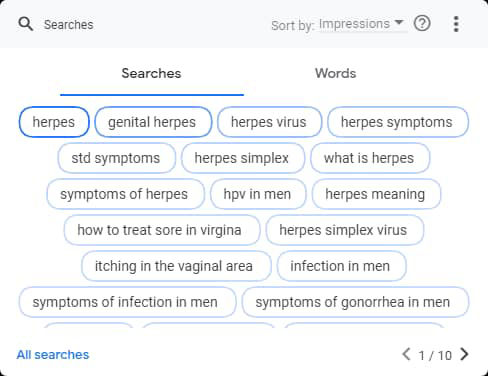 Searches Sort by: Impressions
Searches Words
herpes genital herpes herpes virus herpes symptoms
std symptoms herpes simplex what is herpes
symptoms of herpes hpv in men herpes meaning
how to treat sore in virgina herpes simplex virus
itching in the vaginal area infection in men
symptoms of infection in men symptoms of gonorrhea in men
All searches 1 / 10